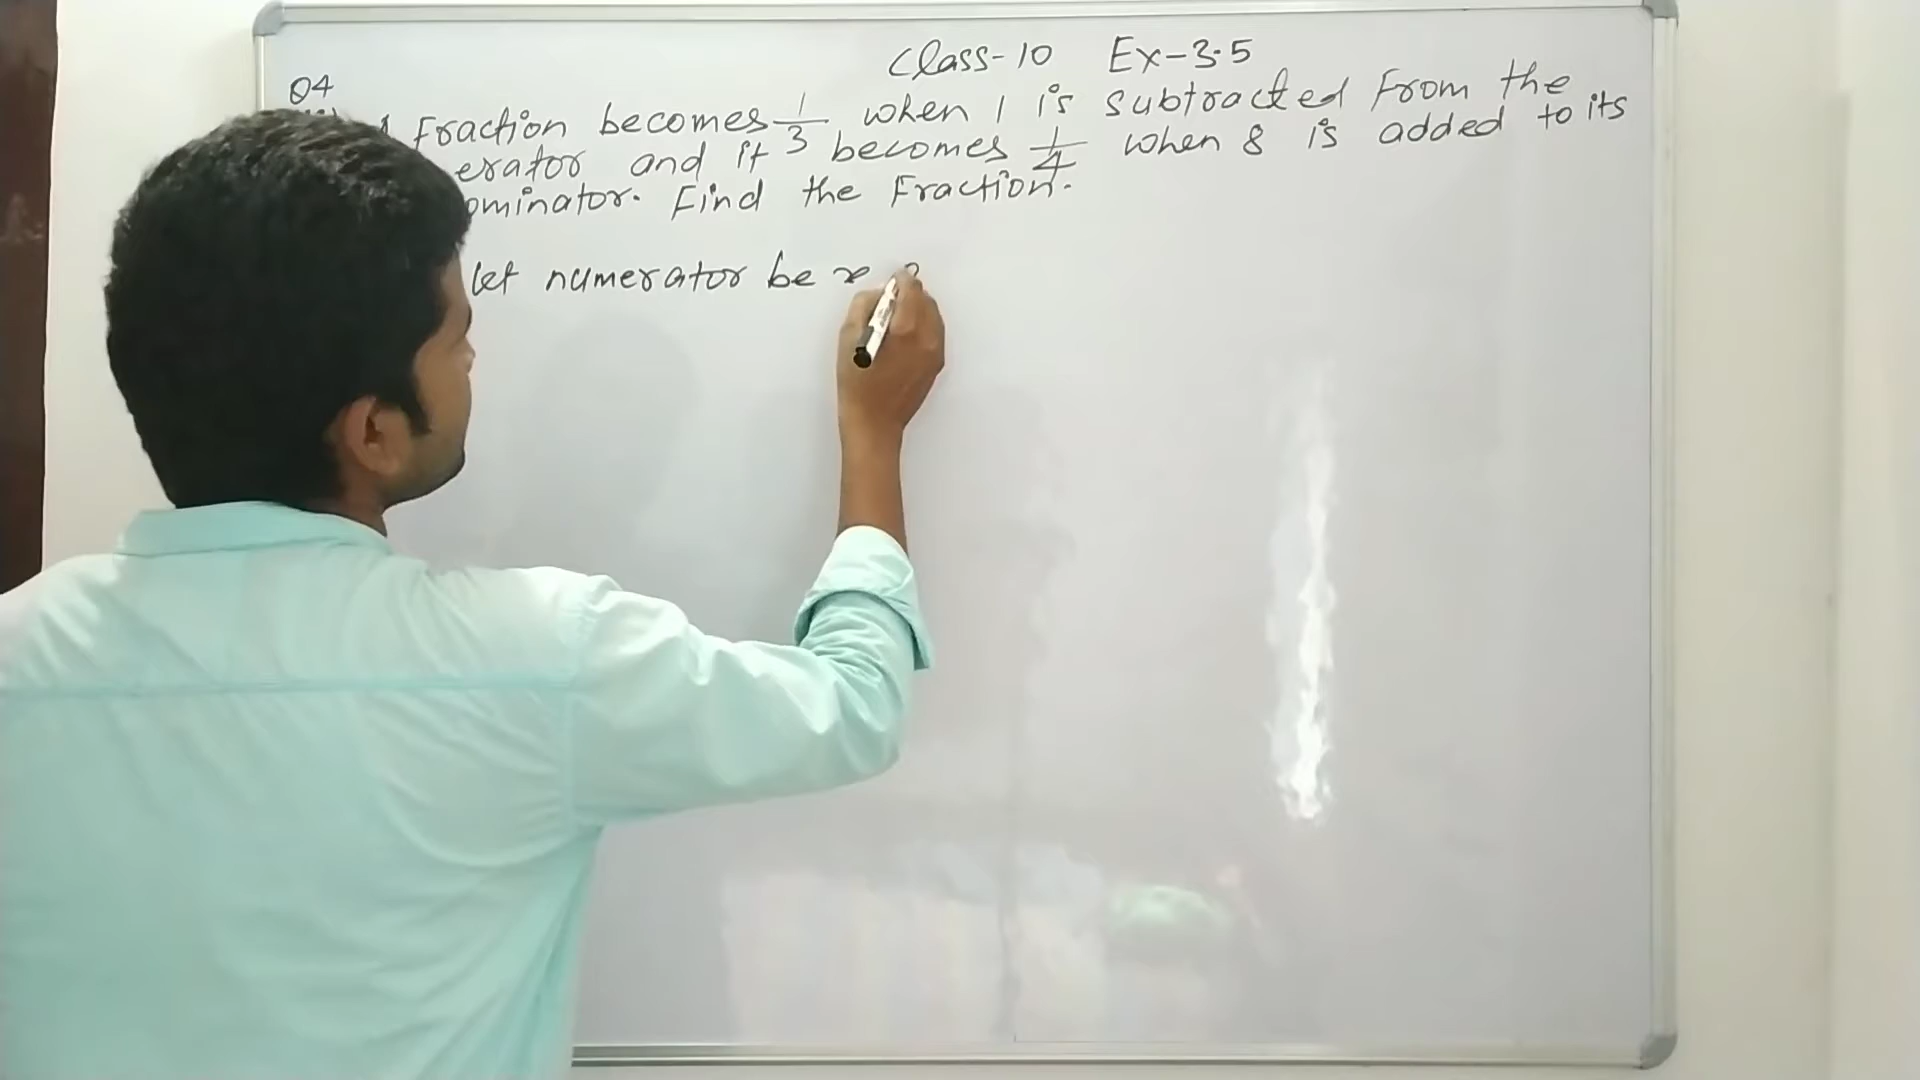 Class-10 Ex-3.5
Q4
Fraction becomes 1/3 when 1 is subtracted From the
erator and it becomes 1/4 when 8 is added to its
ominator. Find the Fraction.
let numerator be x